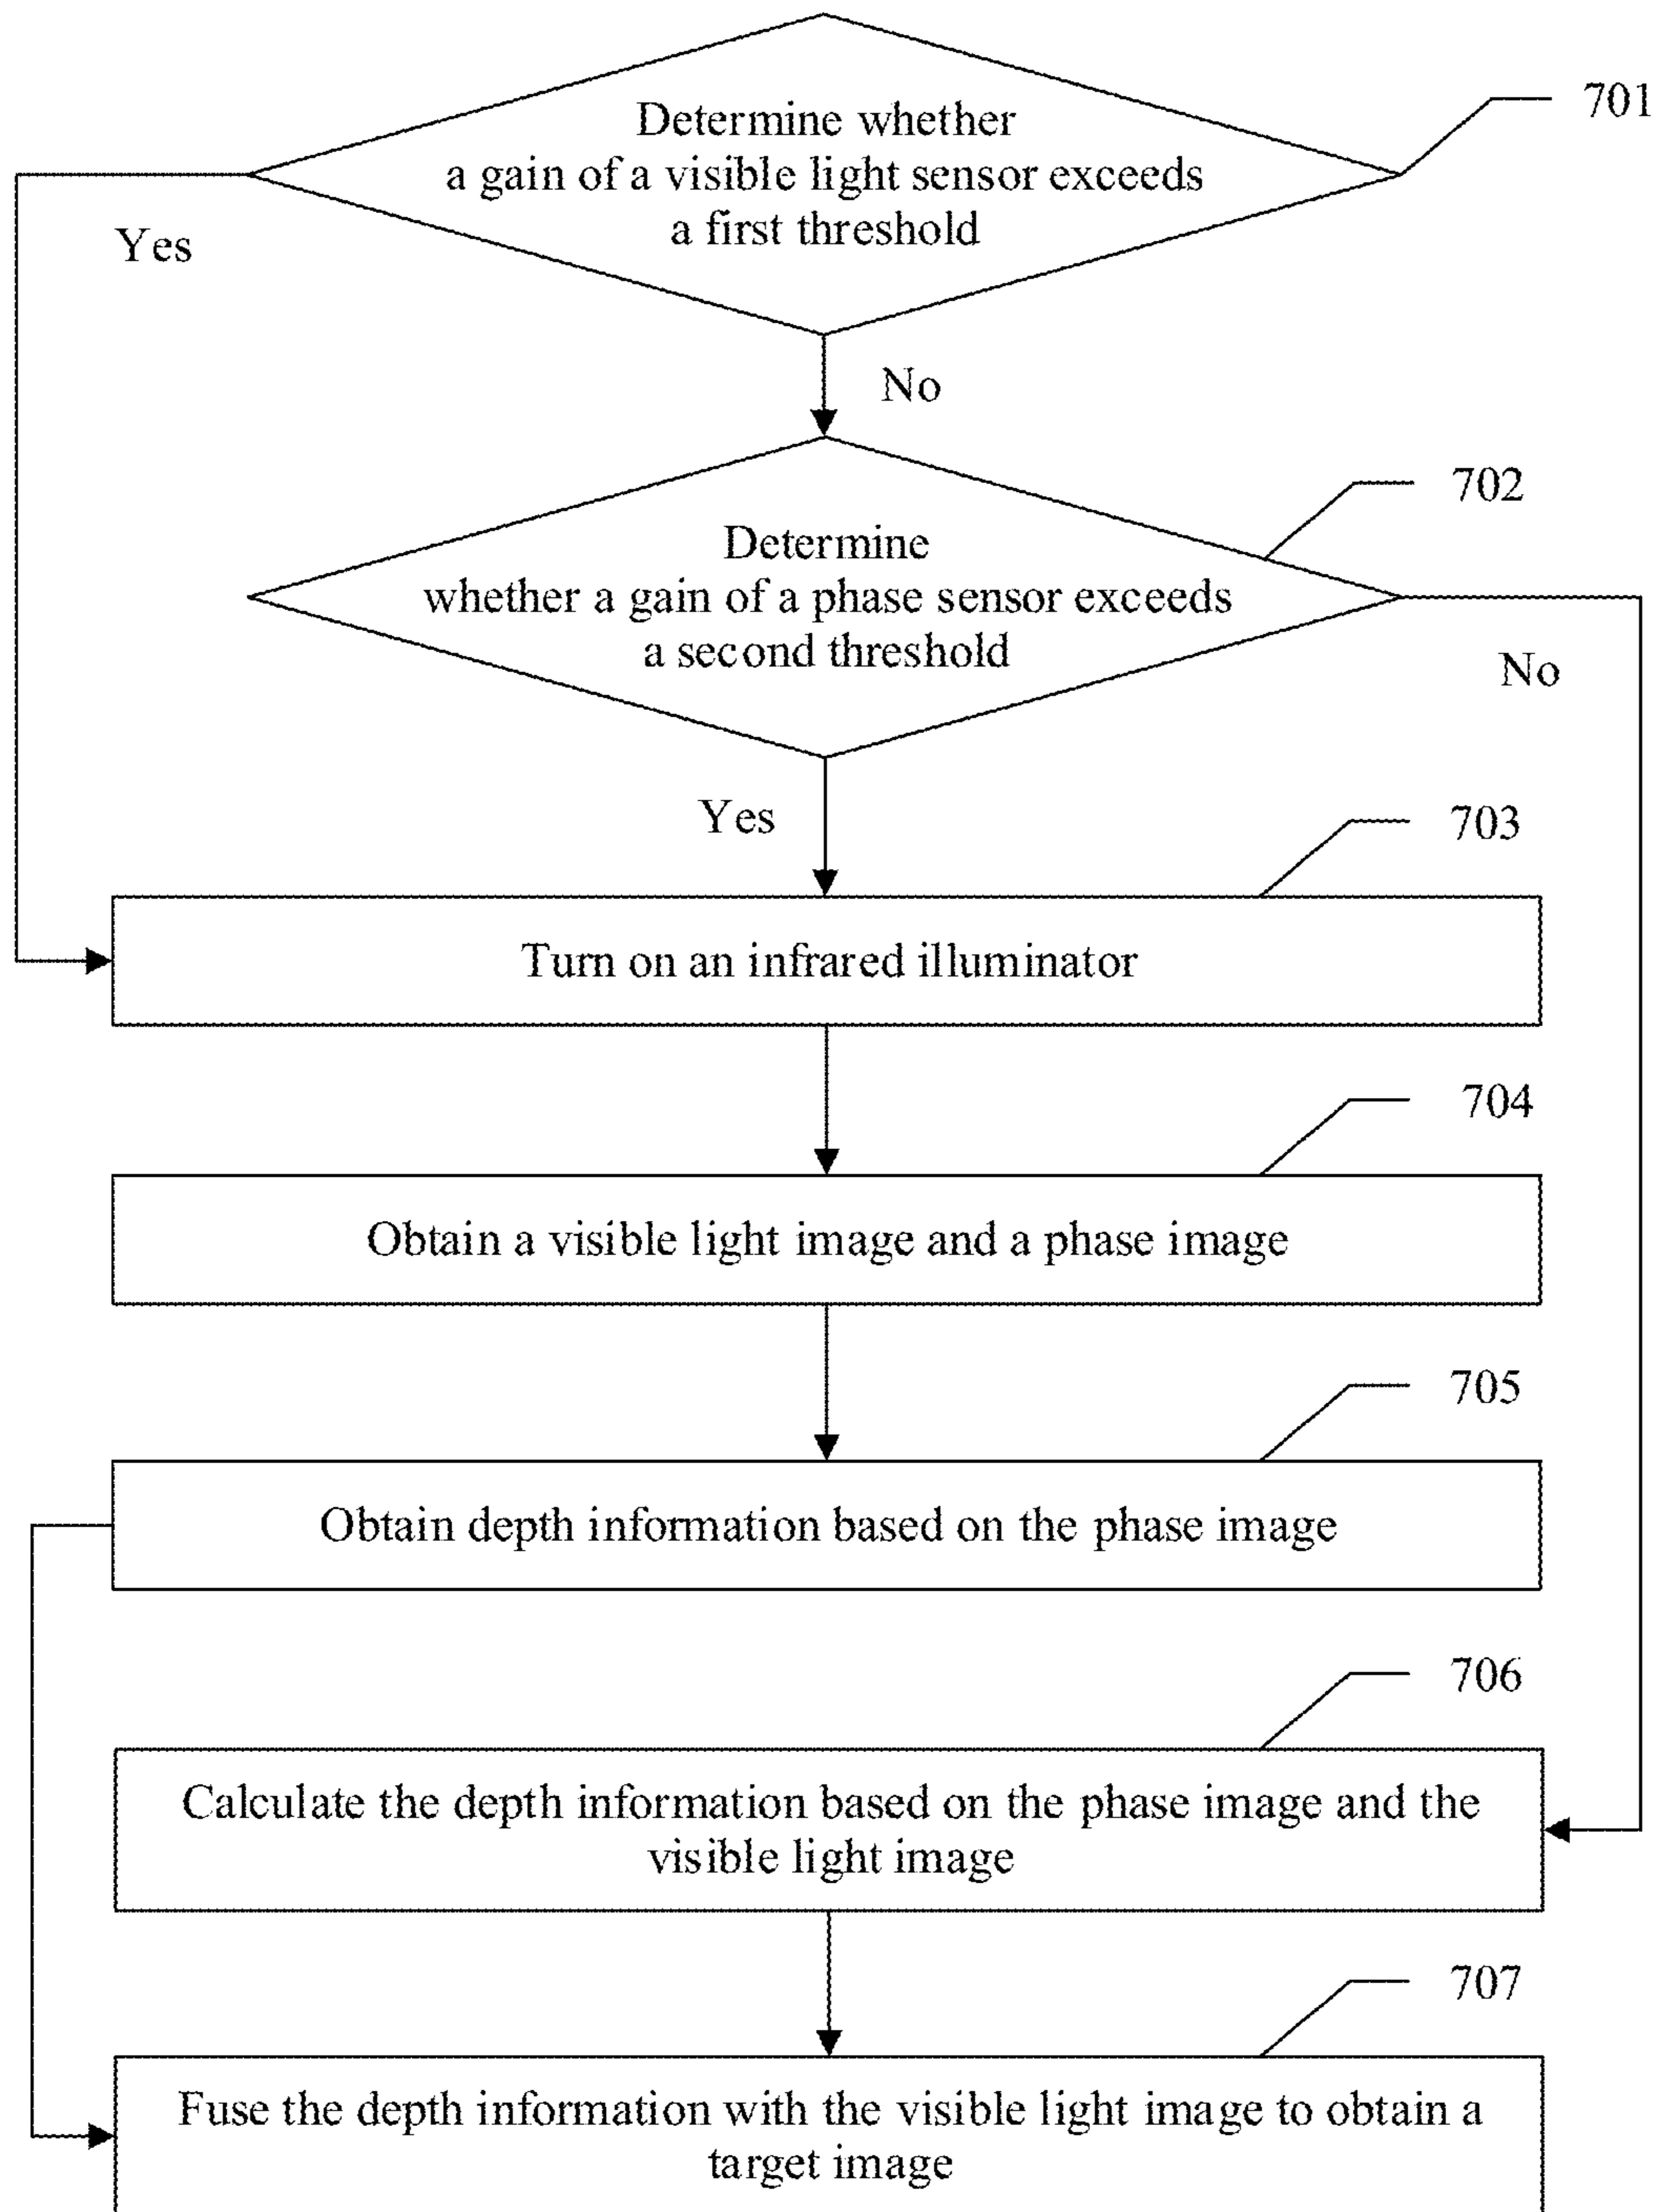 Determine whether
a gain of a visible light sensor exceeds
a first threshold
701
Yes
No
702
Determine
whether a gain of a phase sensor exceeds
a second threshold
No
Yes
703
Turn on an infrared illuminator
704
Obtain a visible light image and a phase image
705
Obtain depth information based on the phase image
706
Calculate the depth information based on the phase image and the
visible light image
707
Fuse the depth information with the visible light image to obtain a
target image